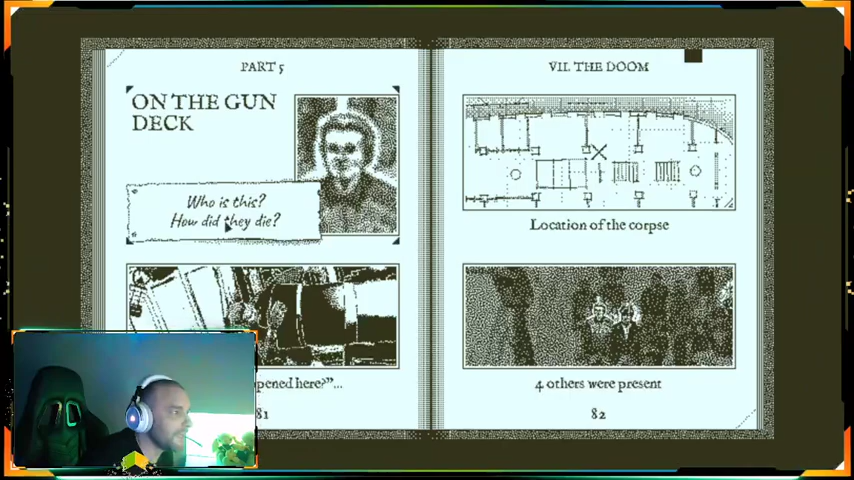 PART 5
ON THE GUN
DECK
Who is this?
How did they die?
pened here?"...
81
VII. THE DOOM
Location of the corpse
4 others were present
82